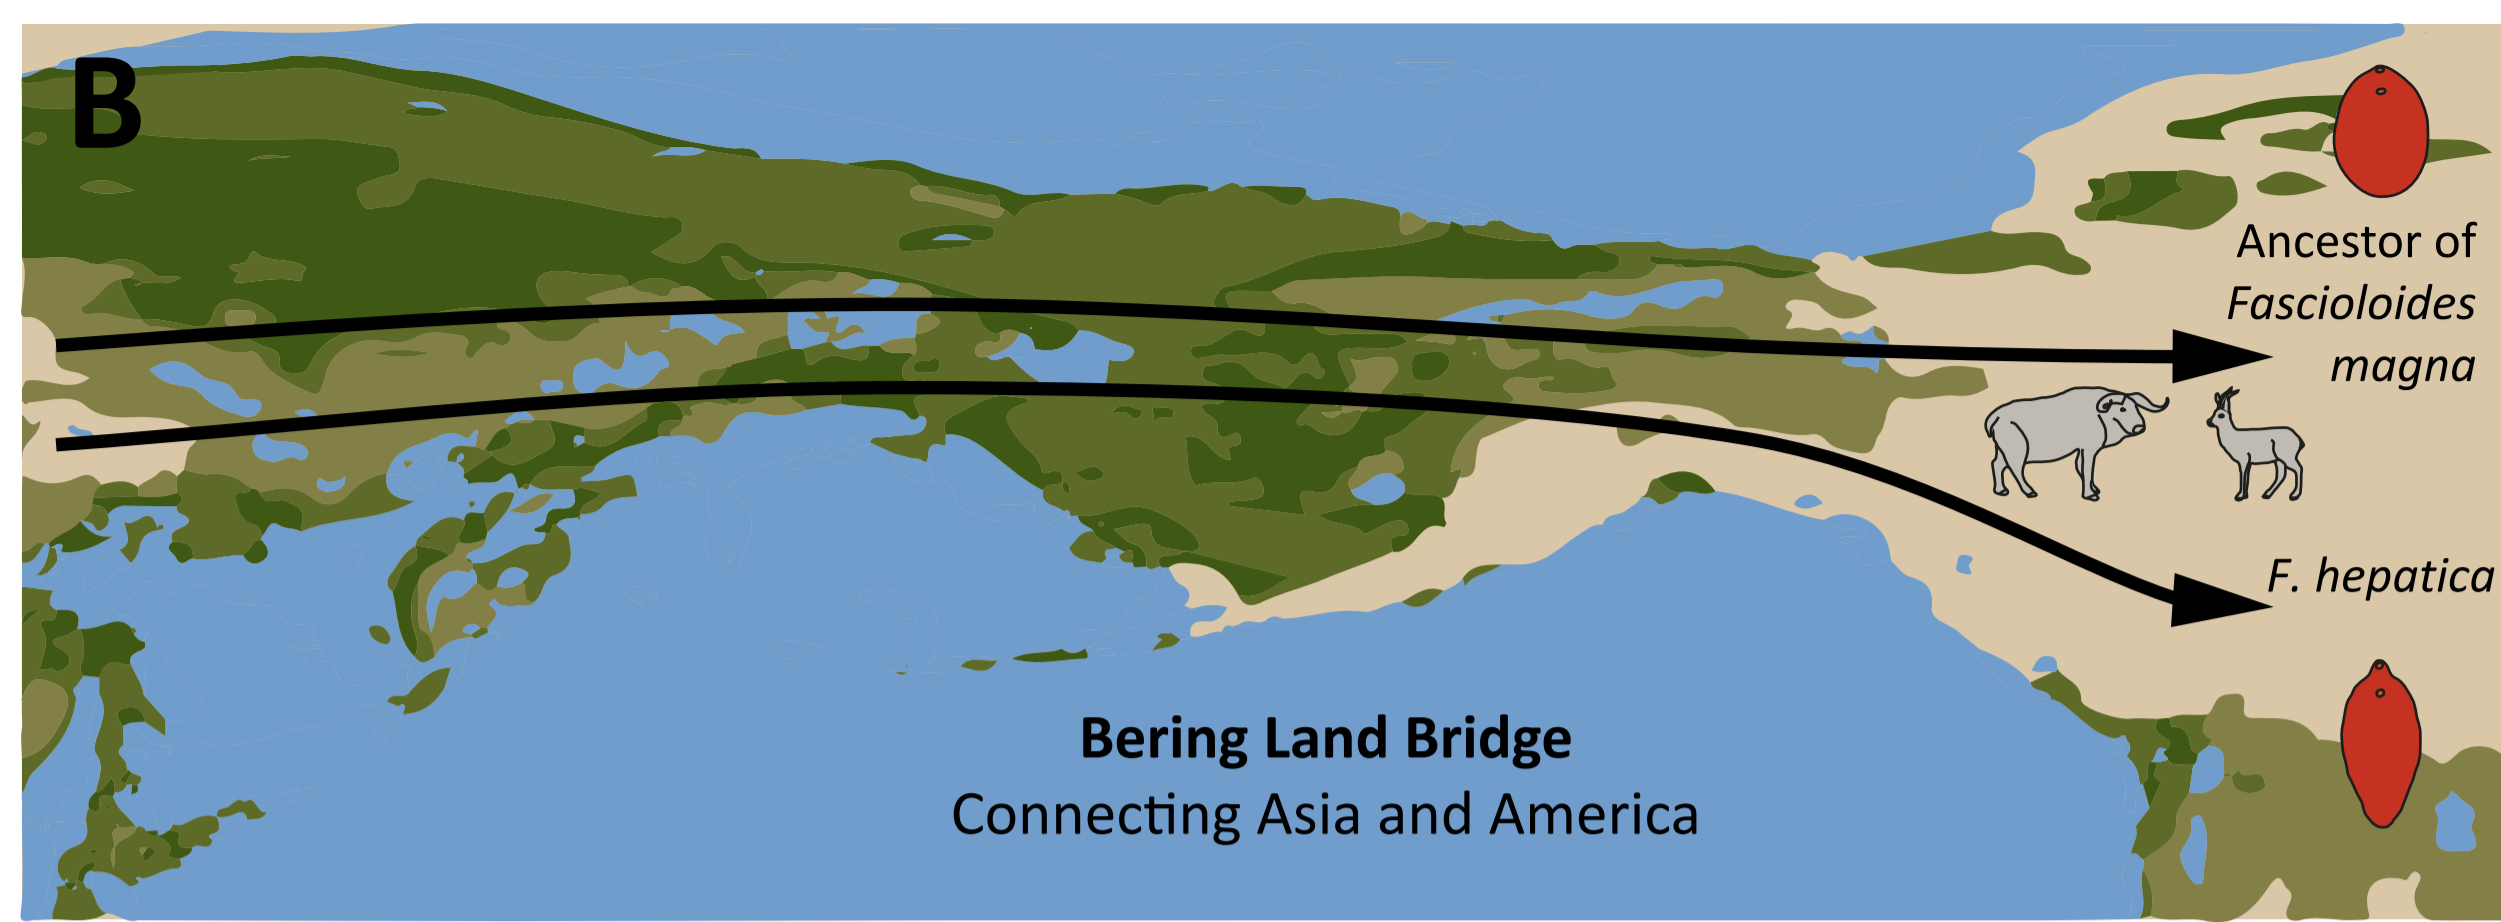 B
Ancestor of
Fascioloides
magna
F. hepatica
Bering Land Bridge
Connecting Asia and America